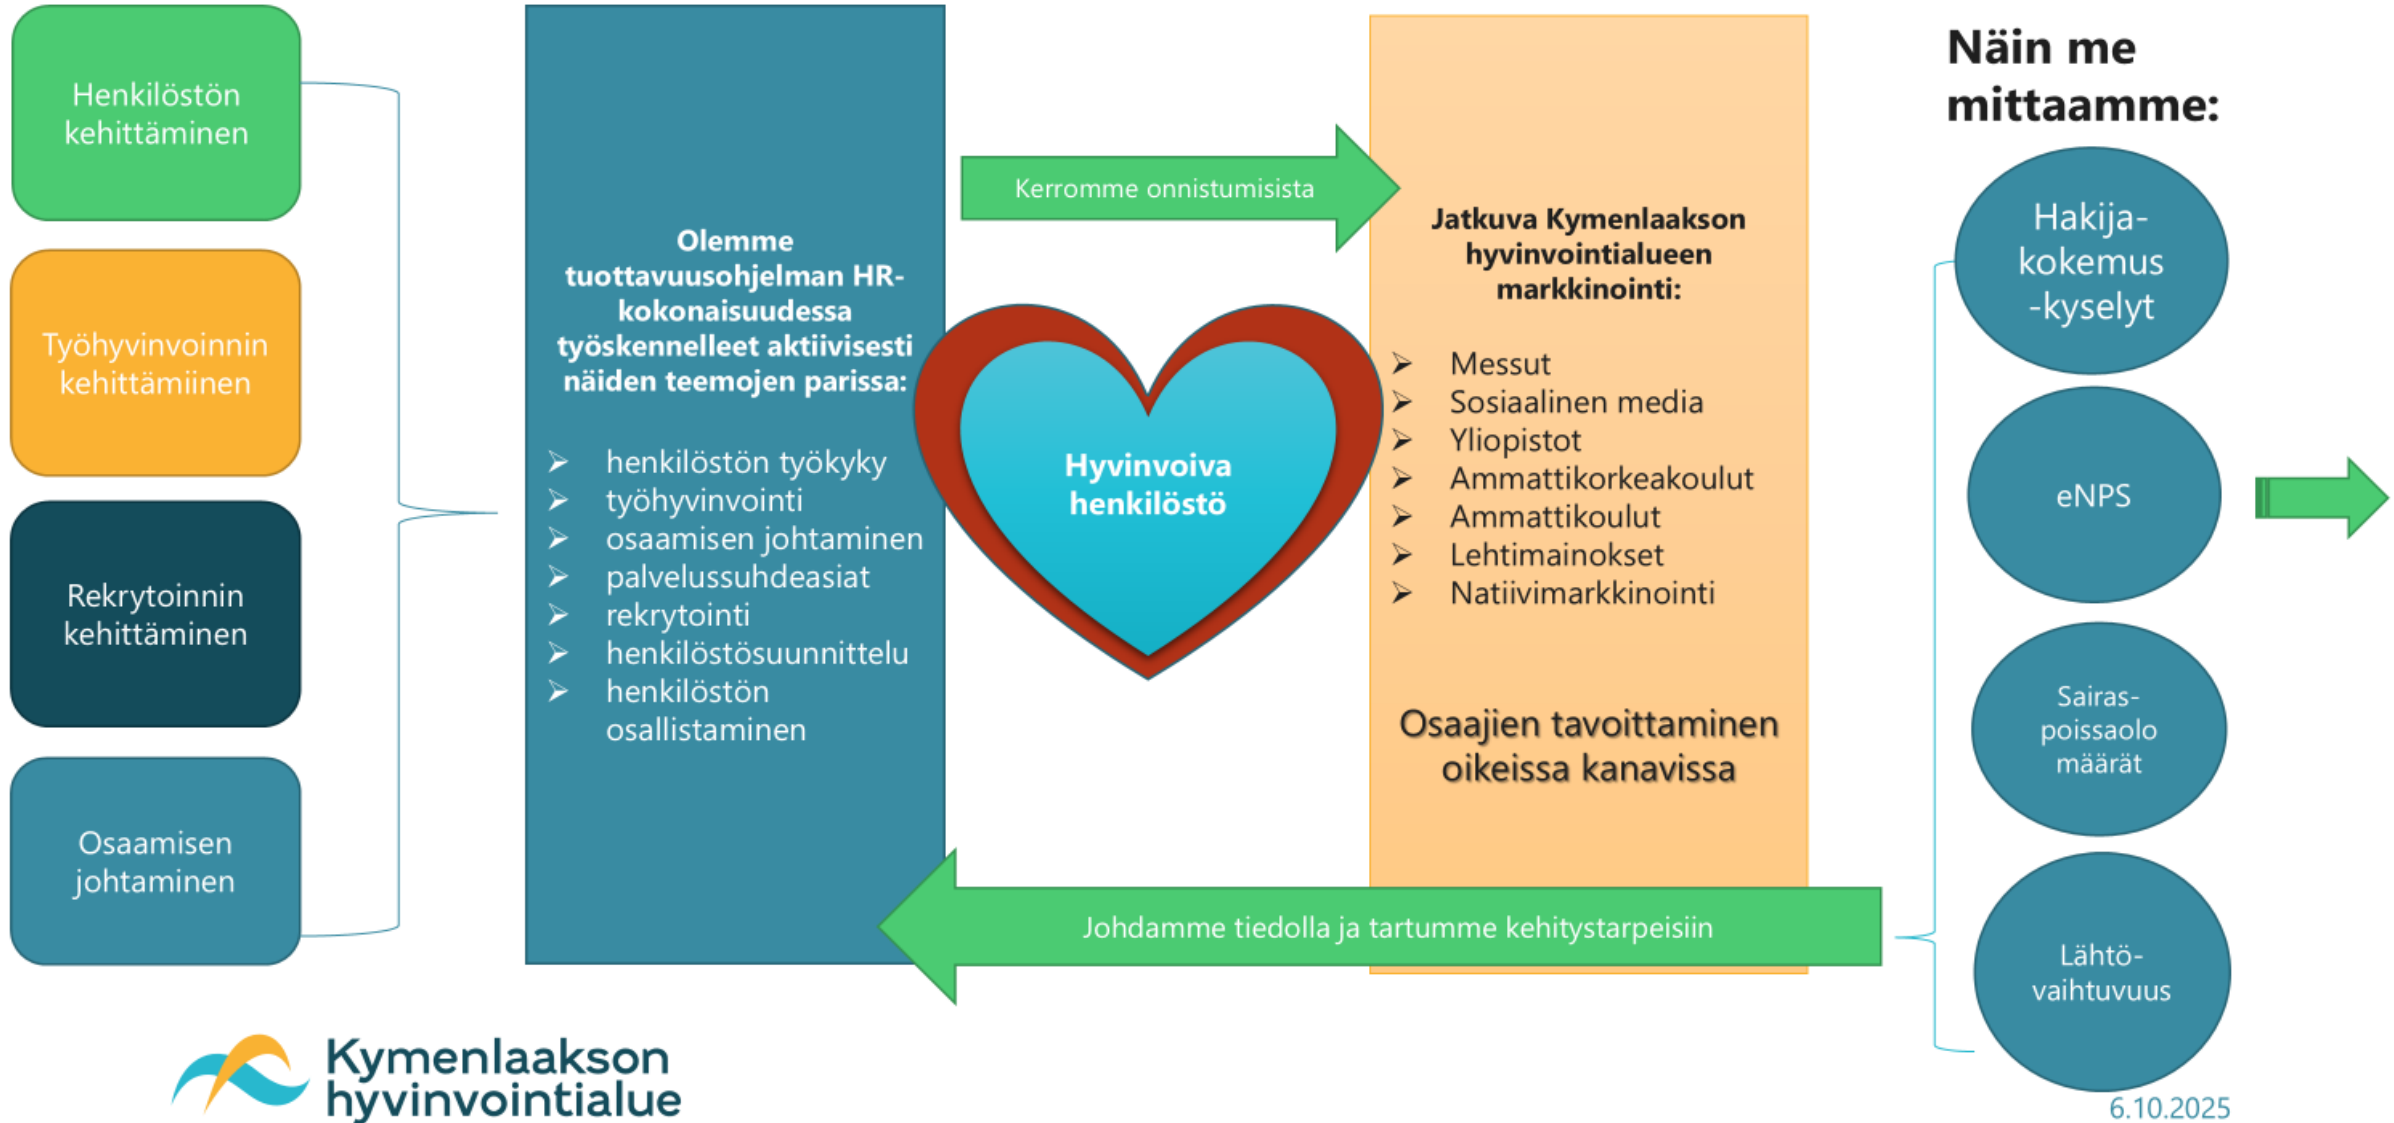 Henkilöstön
kehittäminen
Työhyvinvoinnin
kehittämiinen
Rekrytoinnin
kehittäminen
Osaamisen
johtaminen
Olemme
tuottavuusohjelman HR-
kokonaisuudessa
työskennelleet aktiivisesti
näiden teemojen parissa:
➢ henkilöstön työkyky
➢ työhyvinvointi
➢ osaamisen johtaminen
➢ palvelussuhdeasiat
➢ rekrytointi
➢ henkilöstösuunnittelu
➢ henkilöstön
osallistaminen
Kerromme onnistumisista
Hyvinvoiva
henkilöstö
Jatkuva Kymenlaakson
hyvinvointialueen
markkinointi:
➢ Messut
➢ Sosiaalinen media
➢ Yliopistot
➢ Ammattikorkeakoulut
➢ Ammattikoulut
➢ Lehtimainokset
➢ Natiivimarkkinointi
Osaajien tavoittaminen
oikeissa kanavissa
Johdamme tiedolla ja tartumme kehitystarpeisiin
Näin me
mittaamme:
Hakija-
kokemus
-kyselyt
eNPS
Sairas-
poissaolo
määrät
Lähtö-
vaihtuvuus
Kymenlaakson
hyvinvointialue
6.10.2025